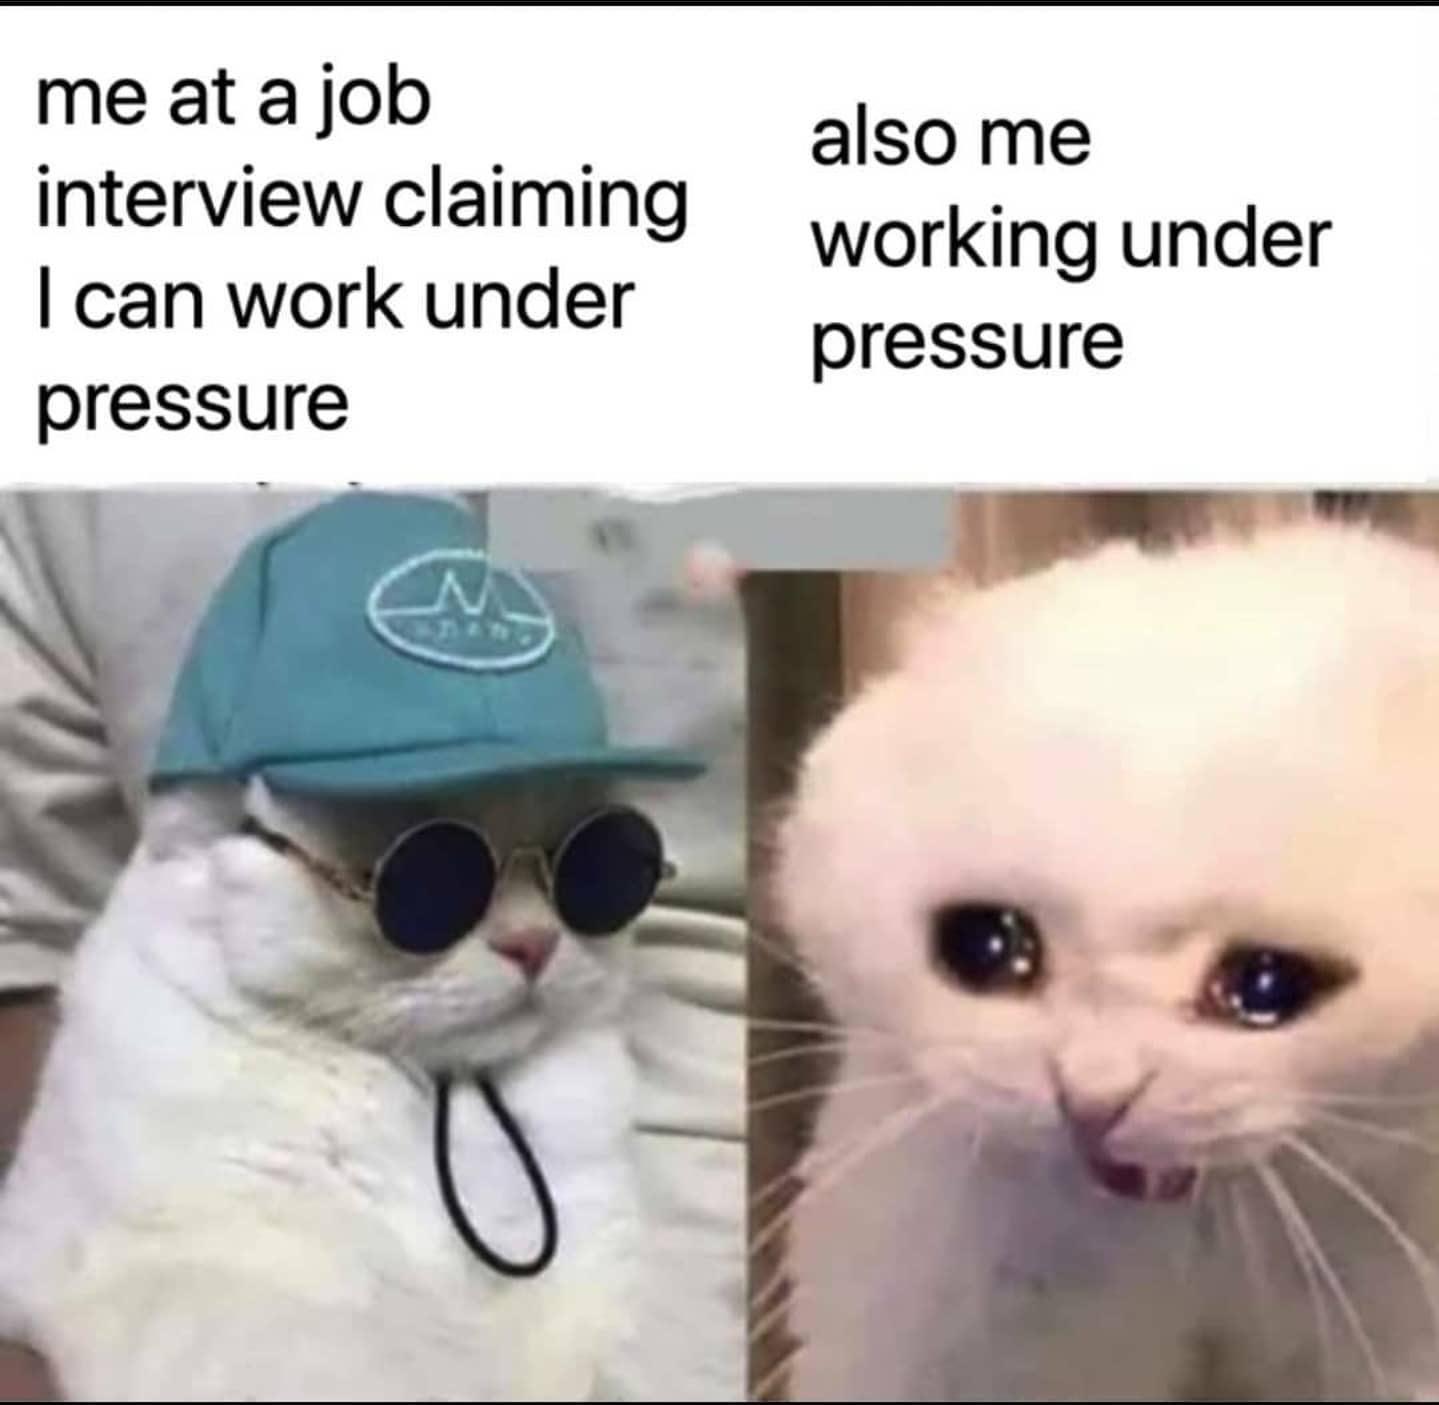 me at a job
interview claiming
I can work under
pressure
also me
working under
pressure